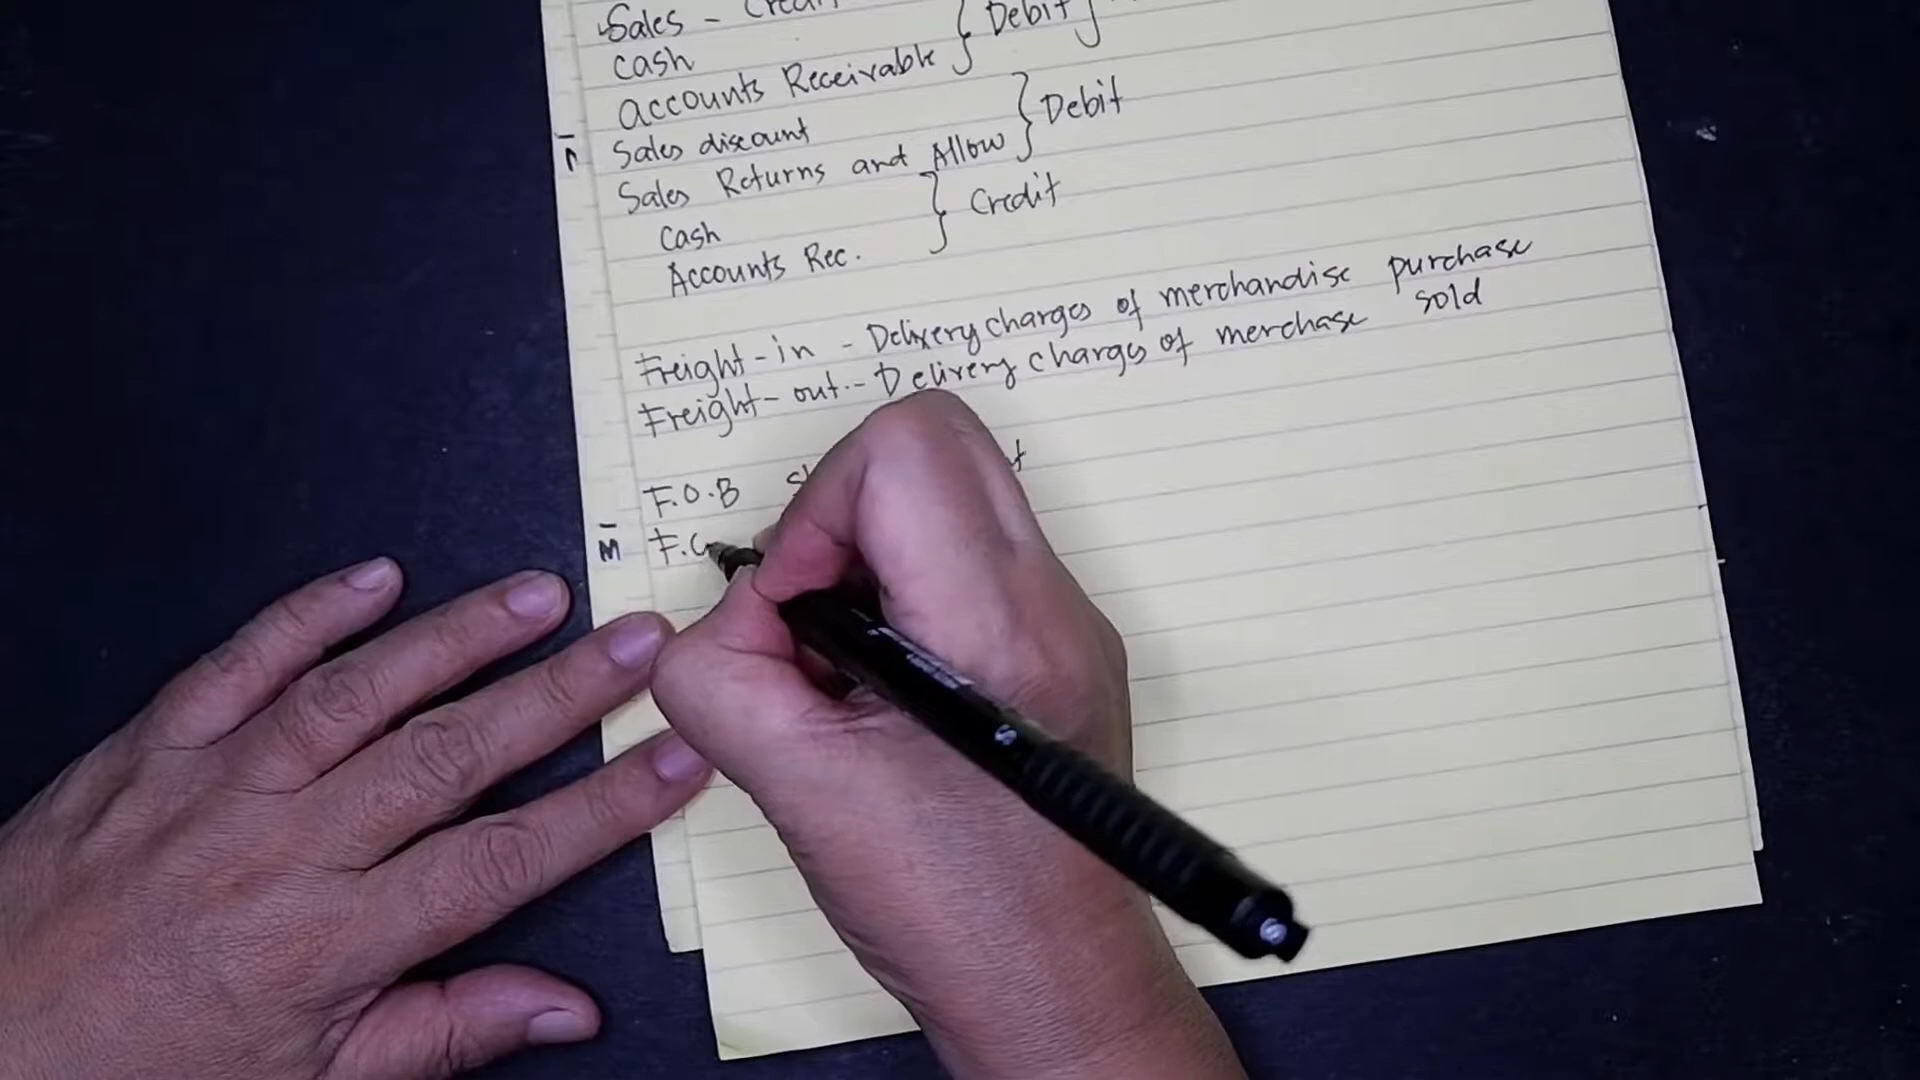 Sales - Credit
Cash
} Debit
Accounts Receivable
Sales discount
} Debit
Sales Returns and Allow
Cash
} Credit
Accounts Rec.
Freight-in - Delivery charges of merchandise purchase
Freight-out - Delivery charges of merchase sold
F.O.B
F.O
M